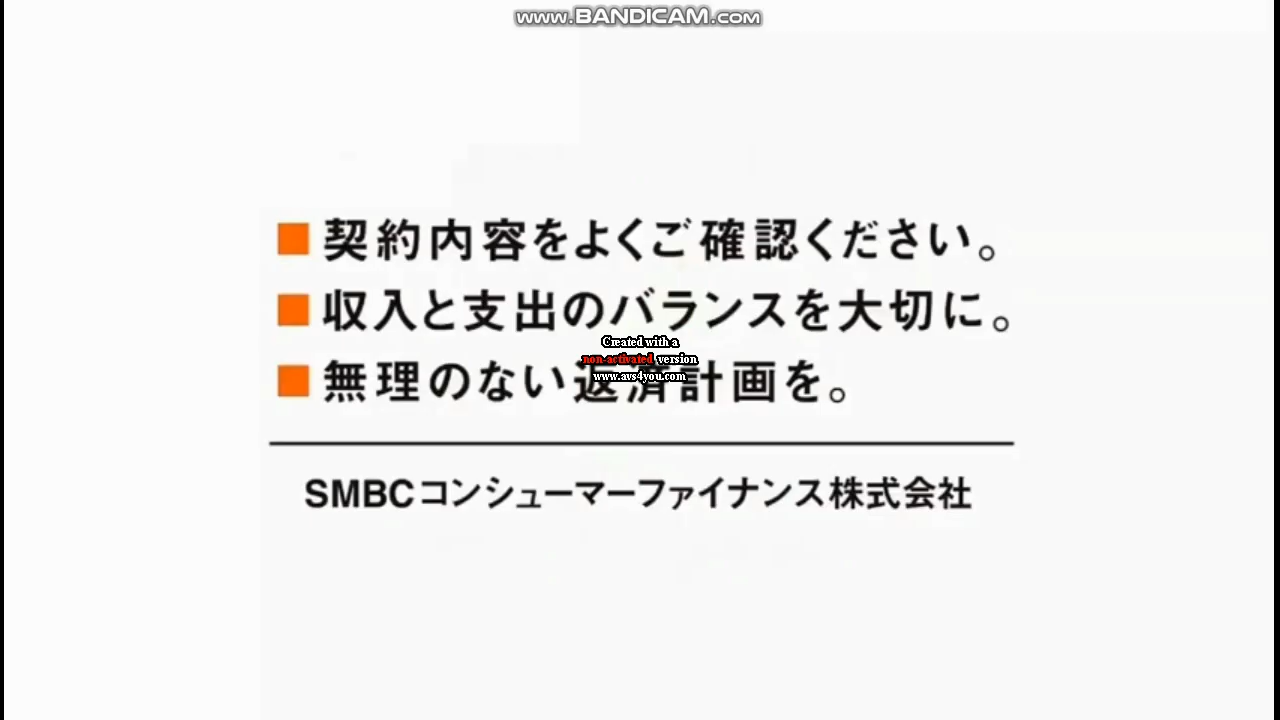 www.BANDICAM.com
■契約内容をよくご確認ください。
■収入と支出のバランスを大切に。
Created with a
non-activated version
www.avs4you.com
■無理のない返済計画を。
SMBCコンシューマーファイナンス株式会社